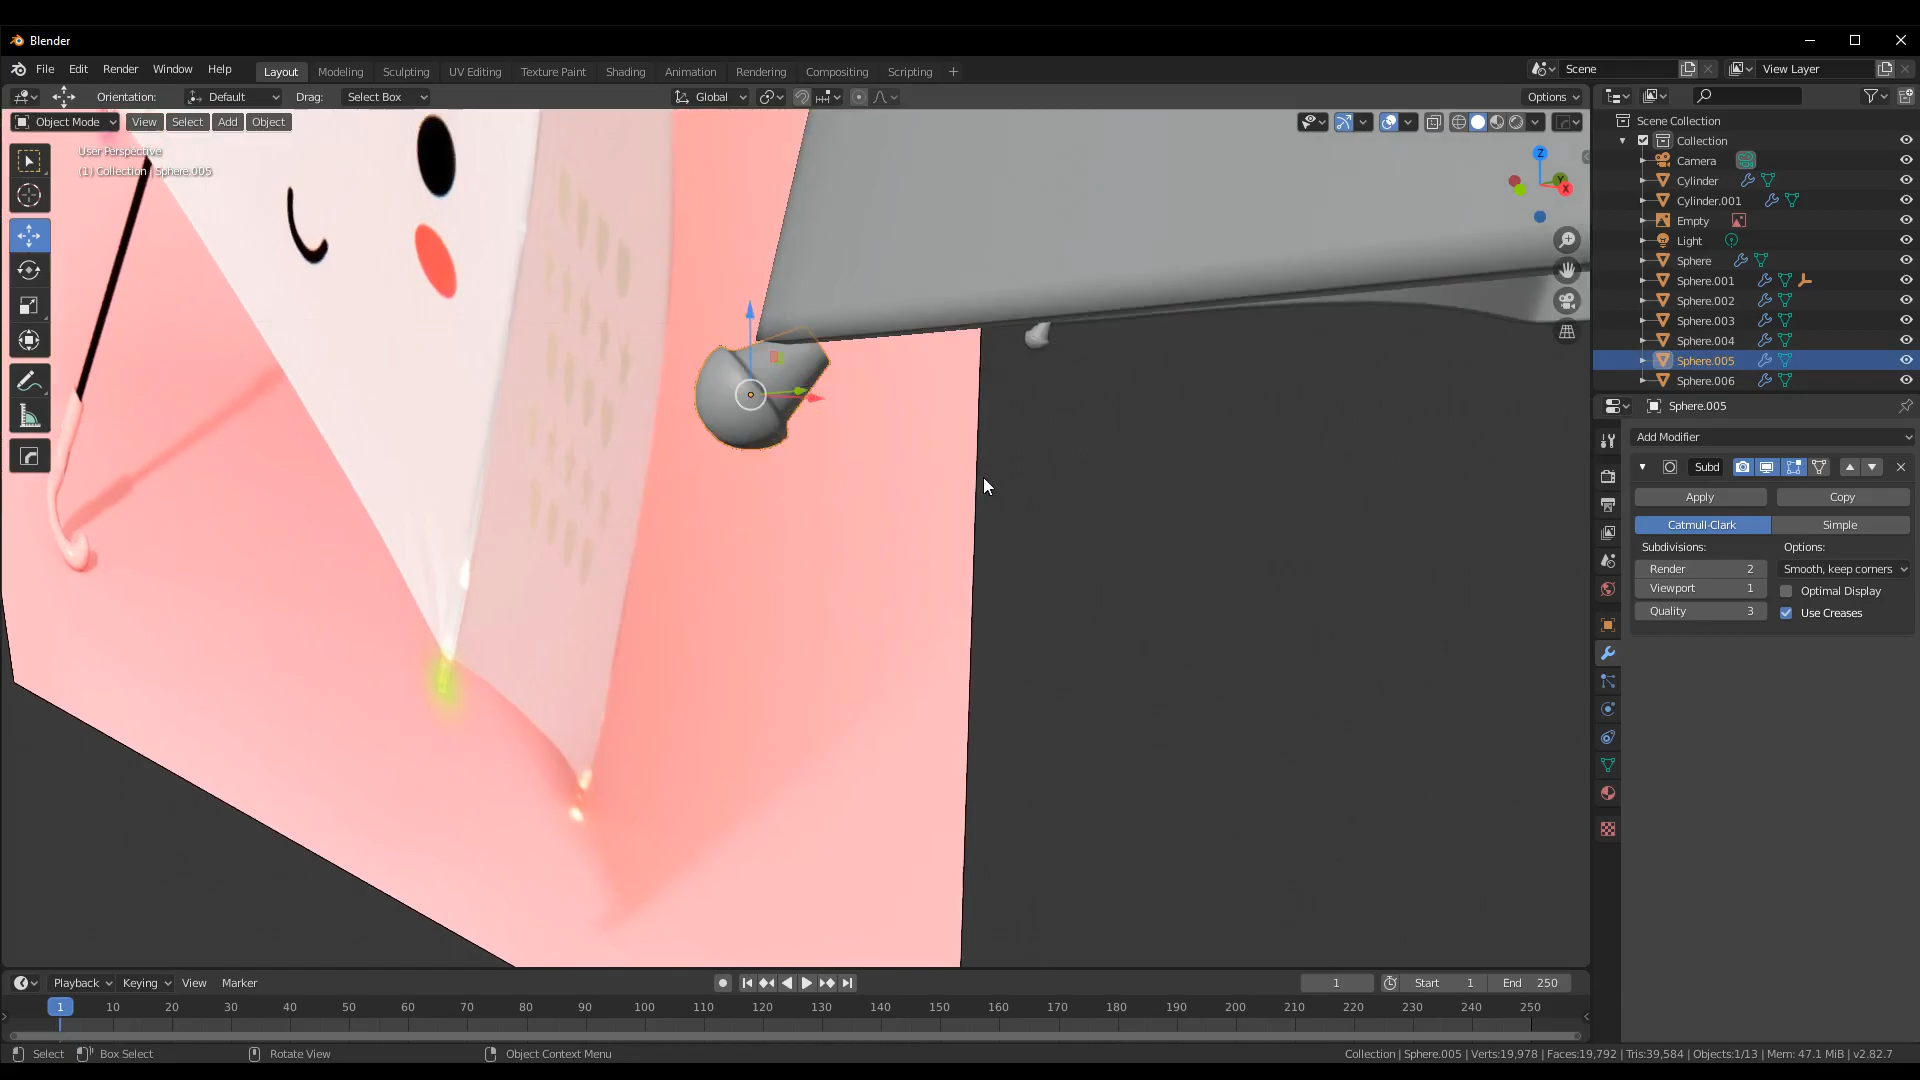 Blender
File Edit Render Window Help Layout Modeling Sculpting UV Editing Texture Paint Shading Animation Rendering Compositing Scripting + Scene View Layer
Orientation: Default Drag: Select Box Global Options
Object Mode View Select Add Object
User Perspective
(1) Collection | Sphere.005
Z
Y
X
Scene Collection
Collection
Camera
Cylinder
Cylinder.001
Empty
Light
Sphere
Sphere.001
Sphere.002
Sphere.003
Sphere.004
Sphere.005
Sphere.006
Sphere.005
Add Modifier
Subd
Apply Copy
Catmull-Clark Simple
Subdivisions: Options:
Render 2 Smooth, keep corners
Viewport 1 Optimal Display
Quality 3 Use Creases
Playback Keying View Marker 1 Start 1 End 250
1 10 20 30 40 50 60 70 80 90 100 110 120 130 140 150 160 170 180 190 200 210 220 230 240 250
Select Box Select Rotate View Object Context Menu Collection | Sphere.005 | Verts:19,978 | Faces:19,792 | Tris:39,584 | Objects:1/13 | Mem: 47.1 MiB | v2.82.7